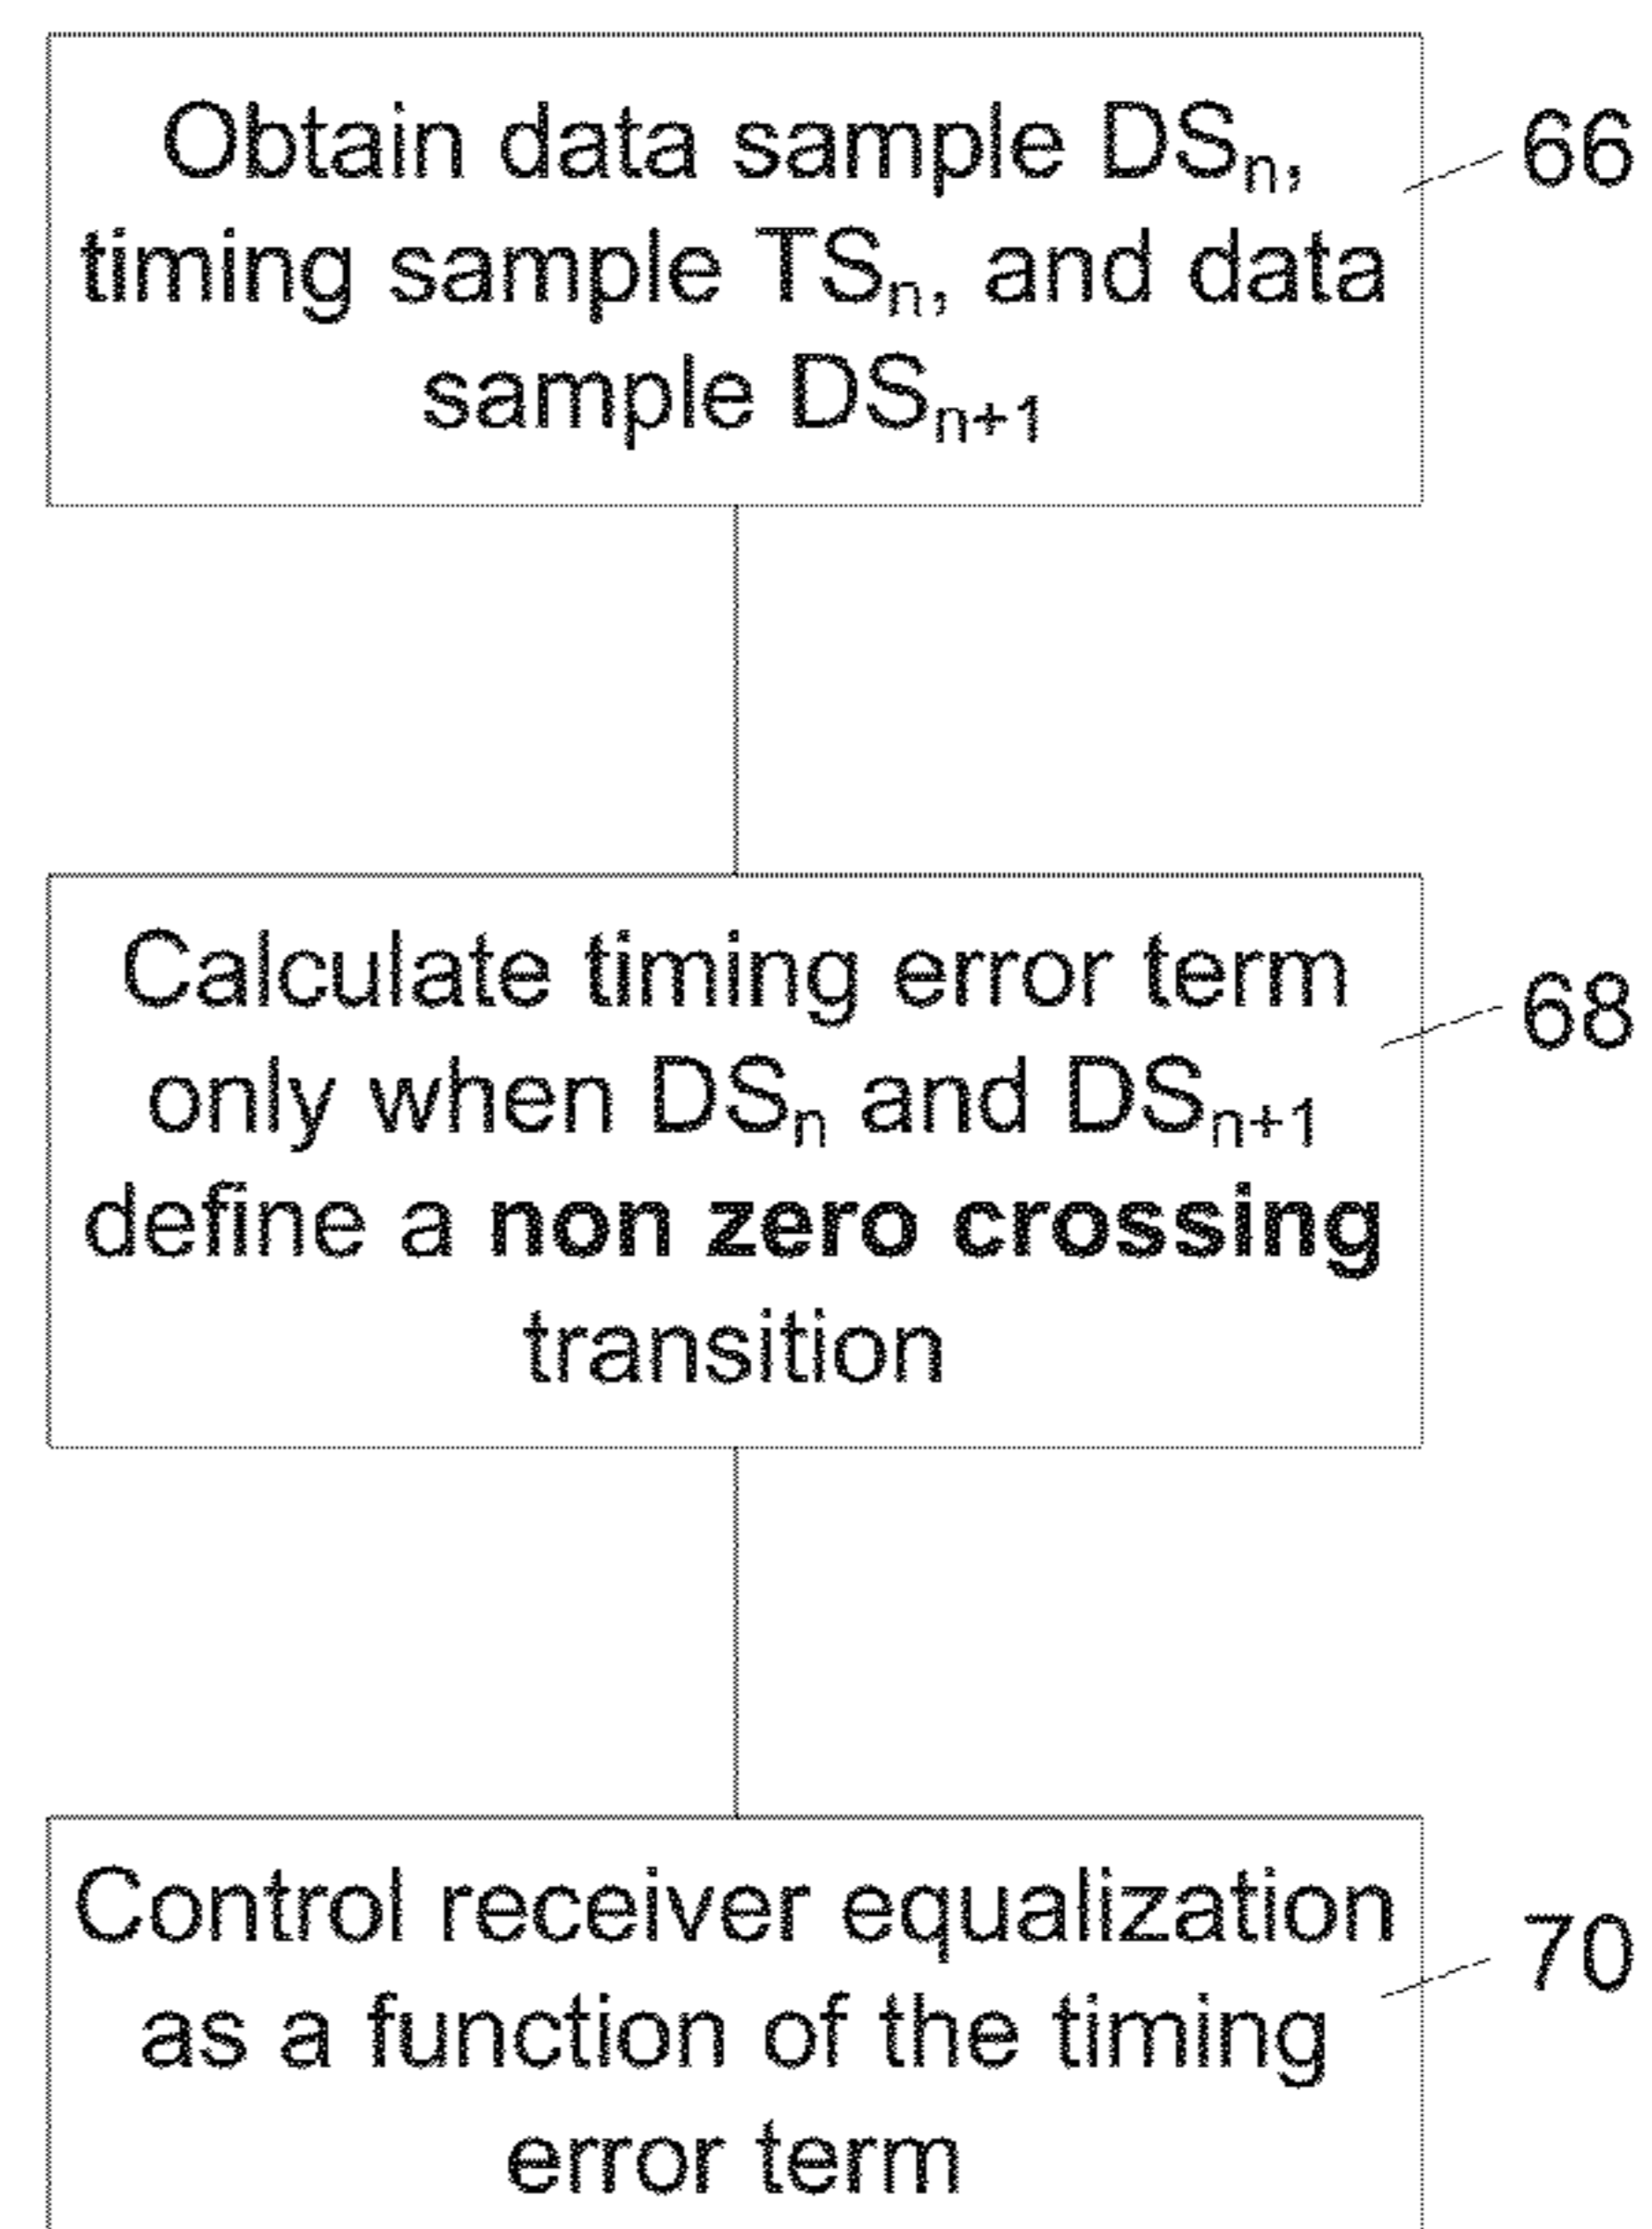 Obtain data sample DSₙ,
timing sample TSₙ, and data
sample DSₙ₊₁
66
Calculate timing error term
only when DSₙ and DSₙ₊₁
define a non zero crossing
transition
68
Control receiver equalization
as a function of the timing
error term
70